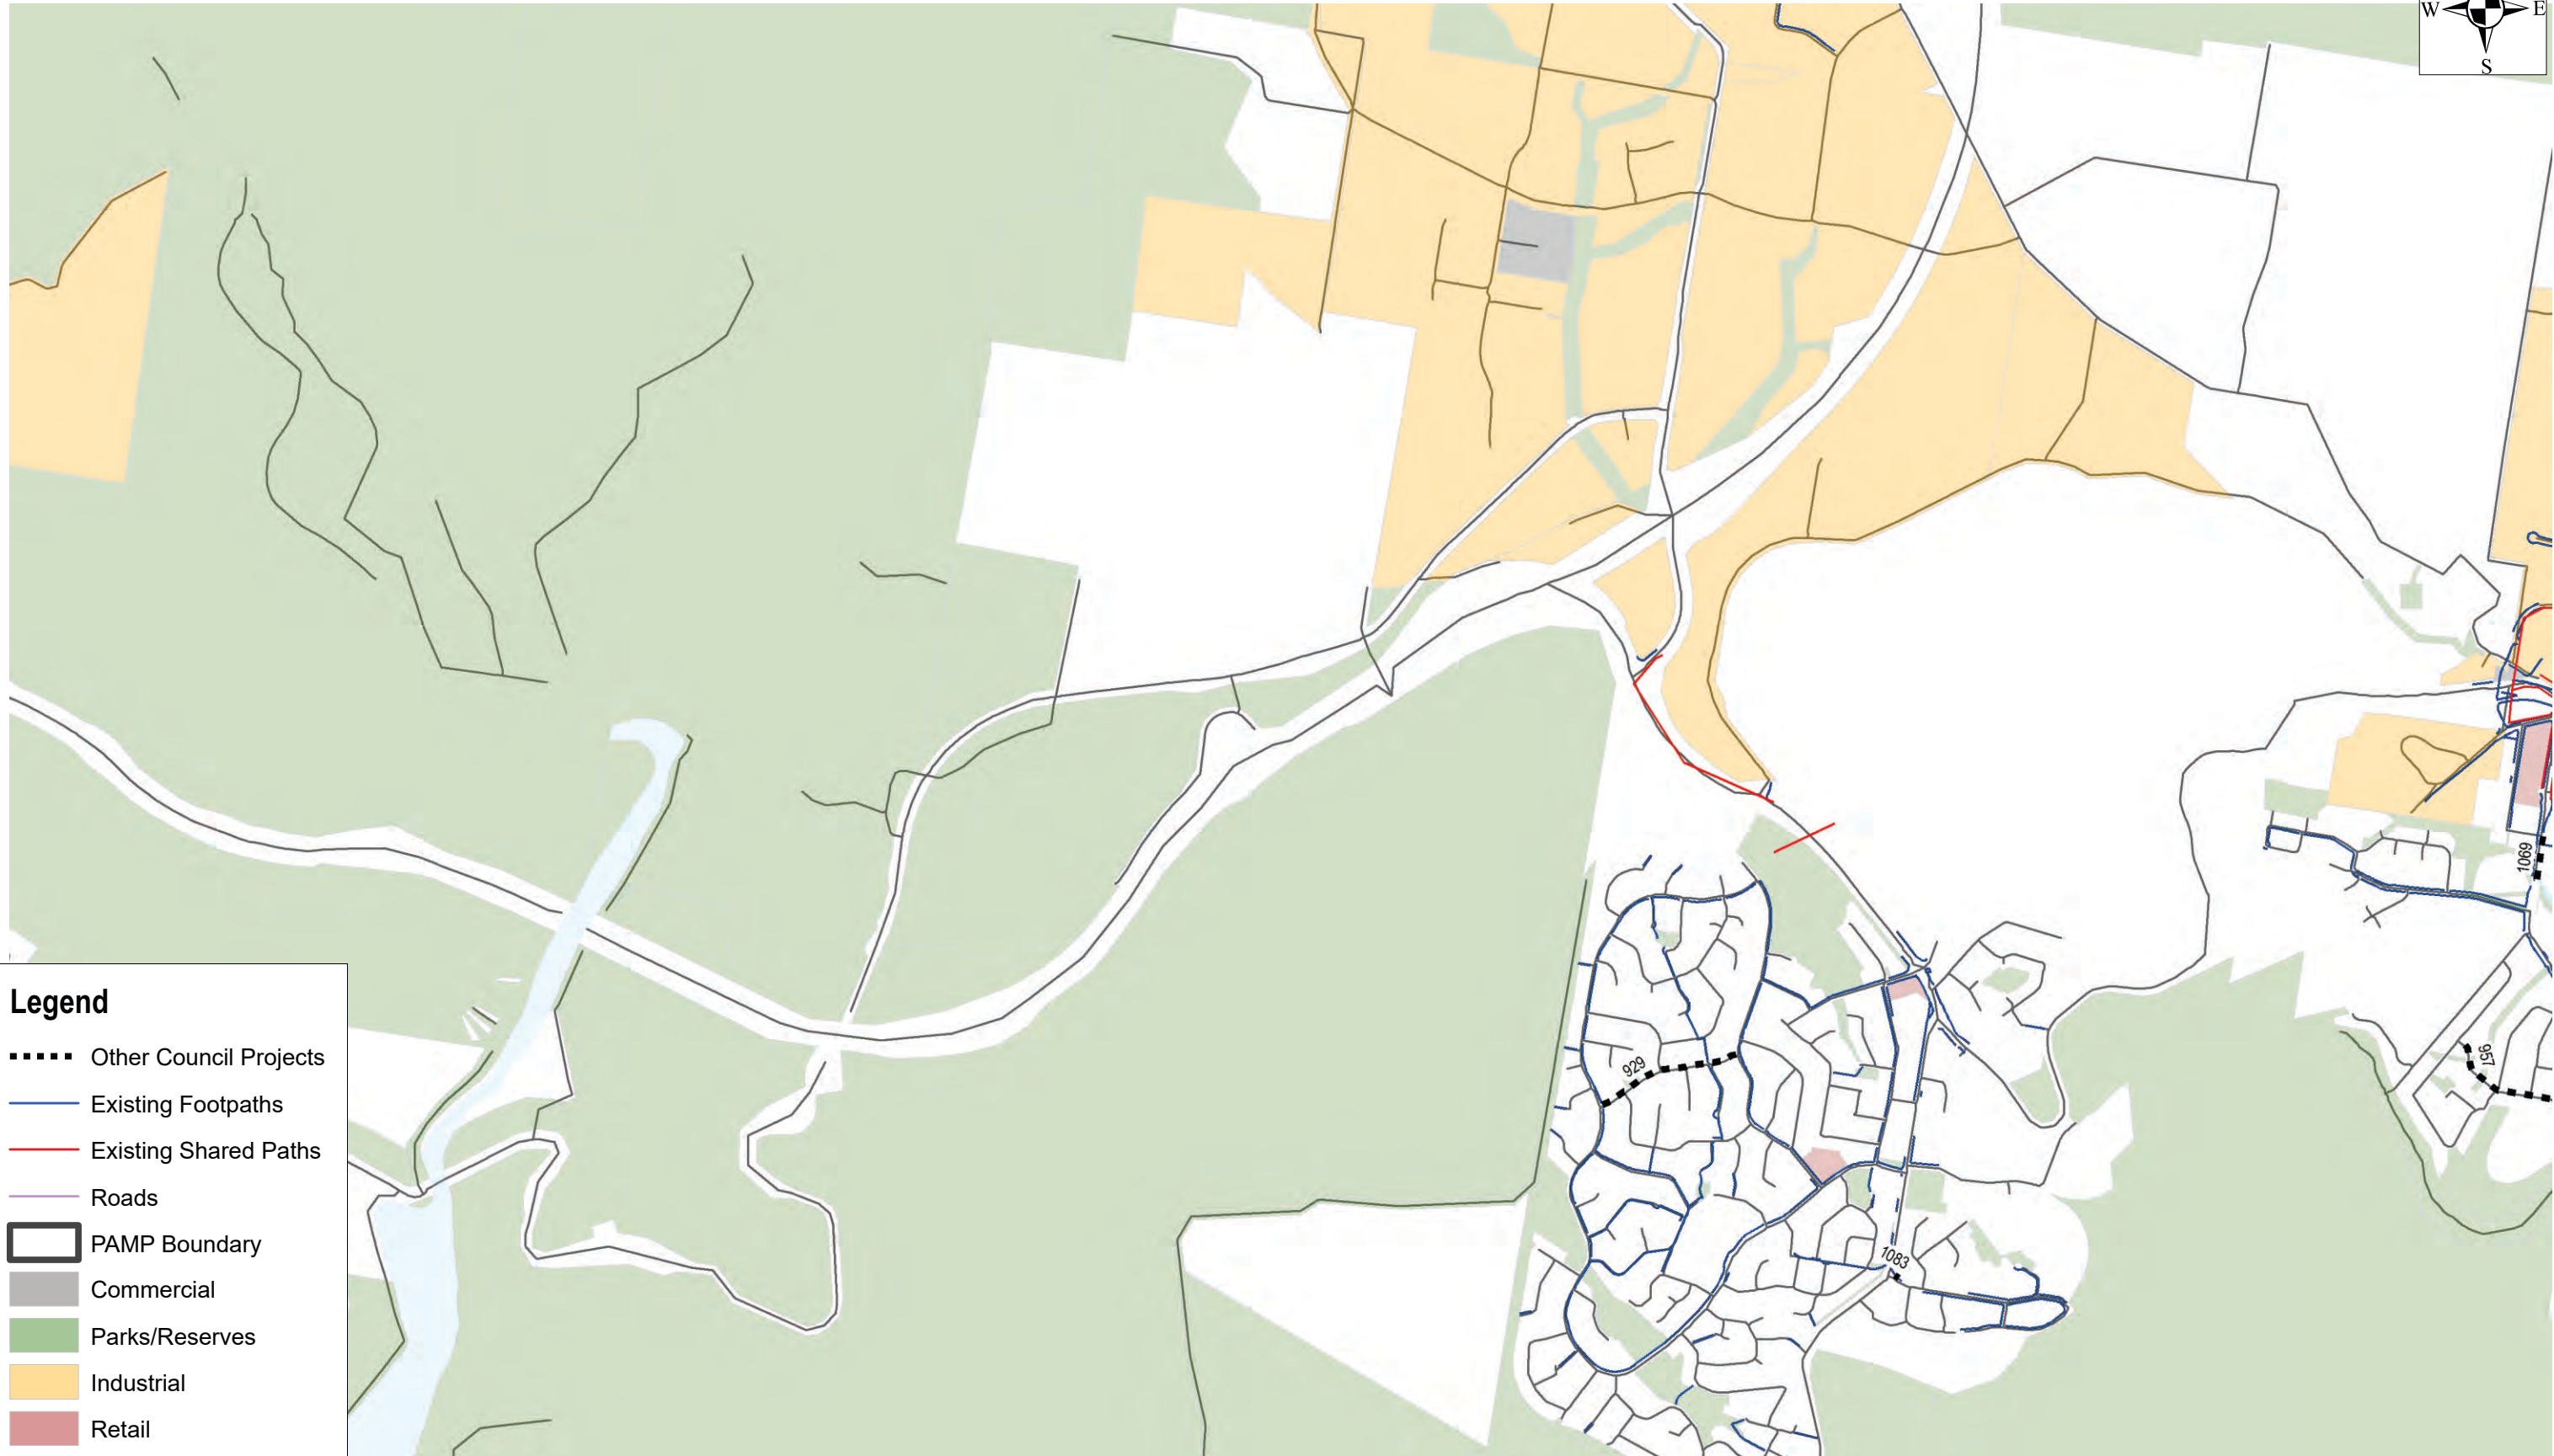 W E
S
1069
929
957
1083
Legend
Other Council Projects
Existing Footpaths
Existing Shared Paths
Roads
PAMP Boundary
Commercial
Parks/Reserves
Industrial
Retail